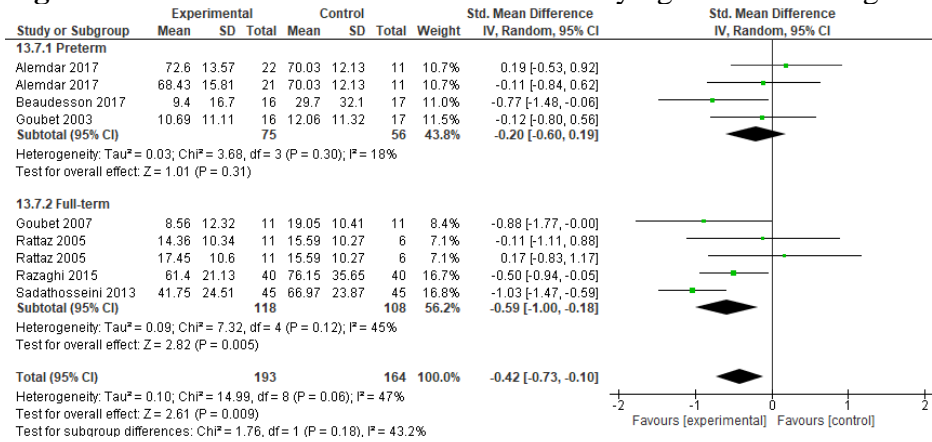 Experimental Control Std. Mean Difference Std. Mean Difference
Study or Subgroup Mean SD Total Mean SD Total Weight IV, Random, 95% CI IV, Random, 95% CI
13.7.1 Preterm
Alemdar 2017 72.6 13.57 22 70.03 12.13 11 10.7% 0.19 [-0.53, 0.92]
Alemdar 2017 68.43 15.81 21 70.03 12.13 11 10.7% -0.11 [-0.84, 0.62]
Beaudesson 2017 9.4 16.7 16 29.7 32.1 17 11.0% -0.77 [-1.48, -0.06]
Goubet 2003 10.69 11.11 16 12.06 11.32 17 11.5% -0.12 [-0.80, 0.56]
Subtotal (95% CI) 75 56 43.8% -0.20 [-0.60, 0.19]
Heterogeneity: Tau² = 0.03; Chi² = 3.68, df = 3 (P = 0.30); I² = 18%
Test for overall effect: Z = 1.01 (P = 0.31)
13.7.2 Full-term
Goubet 2007 8.56 12.32 11 19.05 10.41 11 8.4% -0.88 [-1.77, -0.00]
Rattaz 2005 14.36 10.34 11 15.59 10.27 6 7.1% -0.11 [-1.11, 0.88]
Rattaz 2005 17.45 10.6 11 15.59 10.27 6 7.1% 0.17 [-0.83, 1.17]
Razaghi 2015 61.4 21.13 40 76.15 35.65 40 16.7% -0.50 [-0.94, -0.05]
Sadathosseini 2013 41.75 24.51 45 66.97 23.87 45 16.8% -1.03 [-1.47, -0.59]
Subtotal (95% CI) 118 108 56.2% -0.59 [-1.00, -0.18]
Heterogeneity: Tau² = 0.09; Chi² = 7.32, df = 4 (P = 0.12); I² = 45%
Test for overall effect: Z = 2.82 (P = 0.005)
Total (95% CI) 193 164 100.0% -0.42 [-0.73, -0.10]
Heterogeneity: Tau² = 0.10; Chi² = 14.99, df = 8 (P = 0.06); I² = 47%
Test for overall effect: Z = 2.61 (P = 0.009)
Test for subgroup differences: Chi² = 1.76, df = 1 (P = 0.18), I² = 43.2%
-2 -1 0 1 2
Favours [experimental] Favours [control]